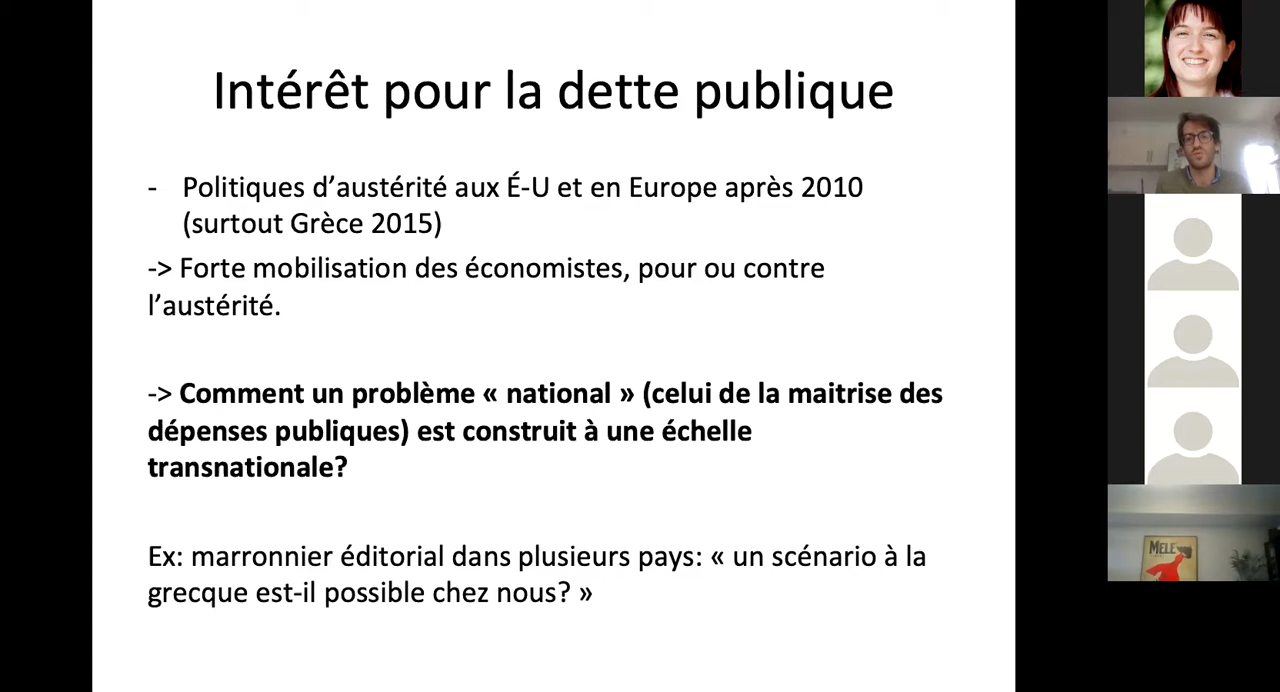 Intérêt pour la dette publique
- Politiques d’austérité aux É-U et en Europe après 2010
(surtout Grèce 2015)
-> Forte mobilisation des économistes, pour ou contre
l’austérité.
-> Comment un problème « national » (celui de la maitrise des
dépenses publiques) est construit à une échelle
transnationale?
Ex: marronnier éditorial dans plusieurs pays: « un scénario à la
grecque est-il possible chez nous? »
MELE